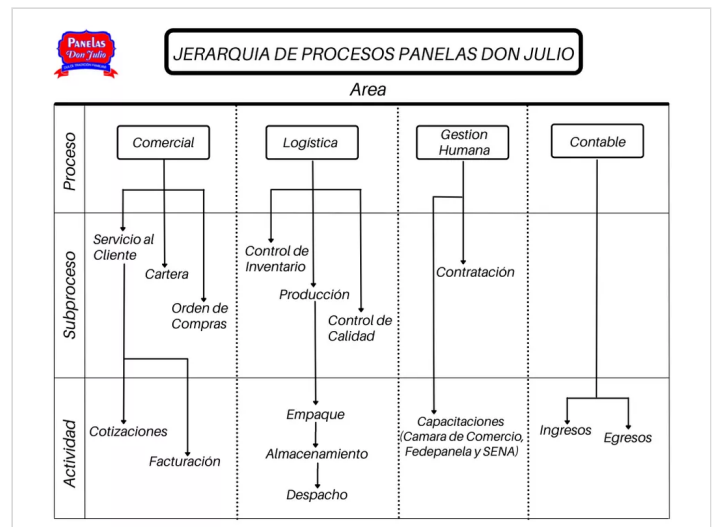 PANELAS
Don Julio
JERARQUIA DE PROCESOS PANELAS DON JULIO
Area
Proceso
Comercial
Logística
Gestion
Humana
Contable
Subproceso
Servicio al
Cliente
Cartera
Orden de
Compras
Control de
Inventario
Producción
Control de
Calidad
Contratación
Actividad
Cotizaciones
Facturación
Empaque
Almacenamiento
Despacho
Capacitaciones
(Camara de Comercio,
Fedepanela y SENA)
Ingresos
Egresos